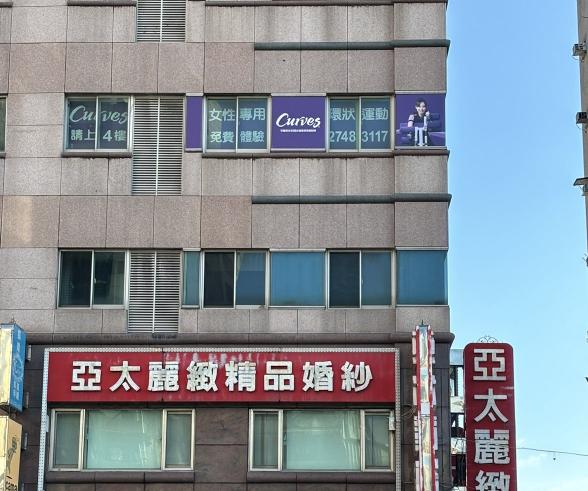 Curves
請上4樓
女性專用
免費體驗
Curves
環狀運動
2748 3117
亞太麗緻精品婚紗
亞太麗緻